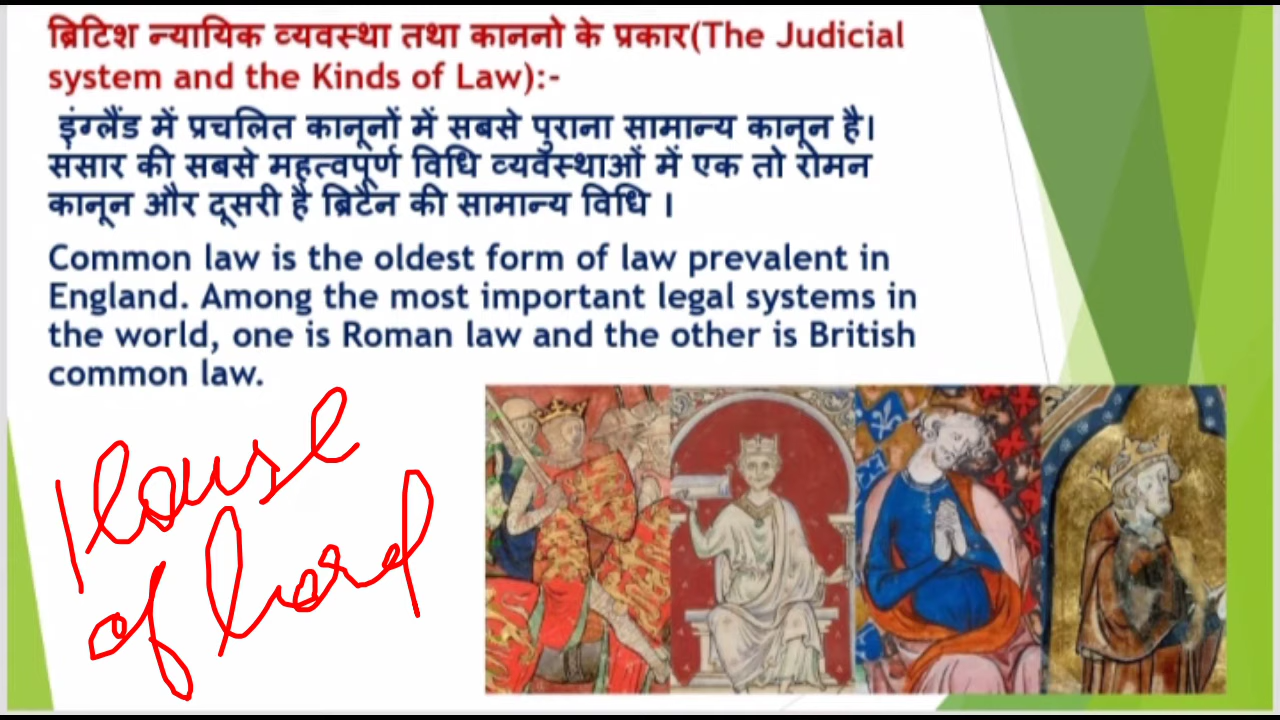 ब्रिटिश न्यायिक व्यवस्था तथा काननो के प्रकार(The Judicial
system and the Kinds of Law):-
इंग्लैंड में प्रचलित कानूनों में सबसे पुराना सामान्य कानून है।
ससार की सबसे महत्वपूर्ण विधि व्यवस्थाओं में एक तो रोमन
कानून और दूसरी है ब्रिटैन की सामान्य विधि ।
Common law is the oldest form of law prevalent in
England. Among the most important legal systems in
the world, one is Roman law and the other is British
common law.
House
of Lord